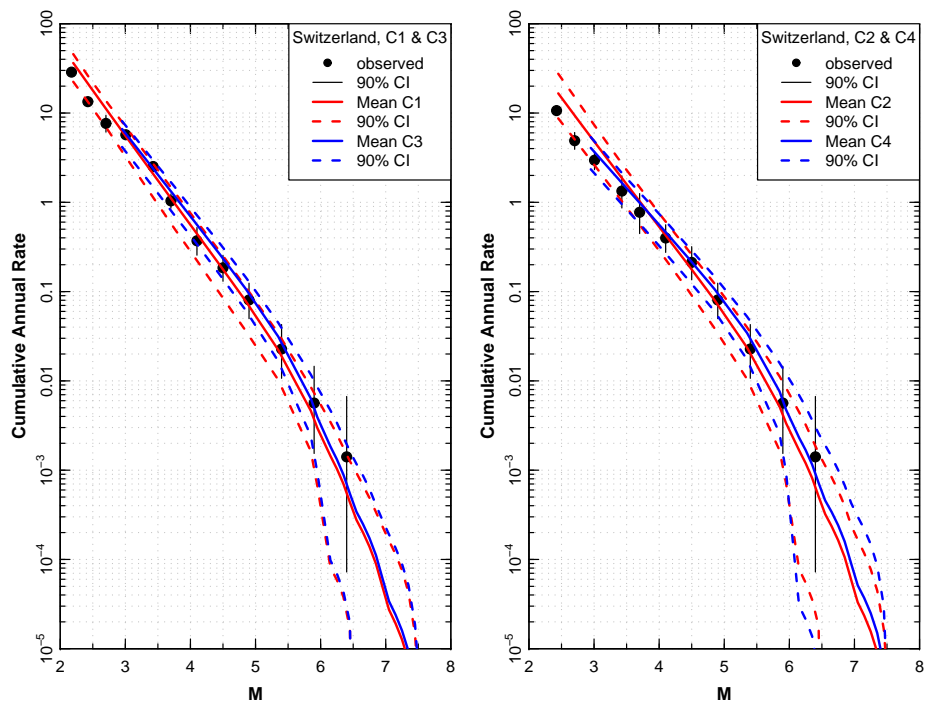 Switzerland, C1 & C3
observed
90% CI
Mean C1
90% CI
Mean C3
90% CI
Cumulative Annual Rate
100
10
1
0.1
0.01
10⁻³
10⁻⁴
10⁻⁵
2 3 4 5 6 7 8
M
Switzerland, C2 & C4
observed
90% CI
Mean C2
90% CI
Mean C4
90% CI
Cumulative Annual Rate
100
10
1
0.1
0.01
10⁻³
10⁻⁴
10⁻⁵
2 3 4 5 6 7 8
M